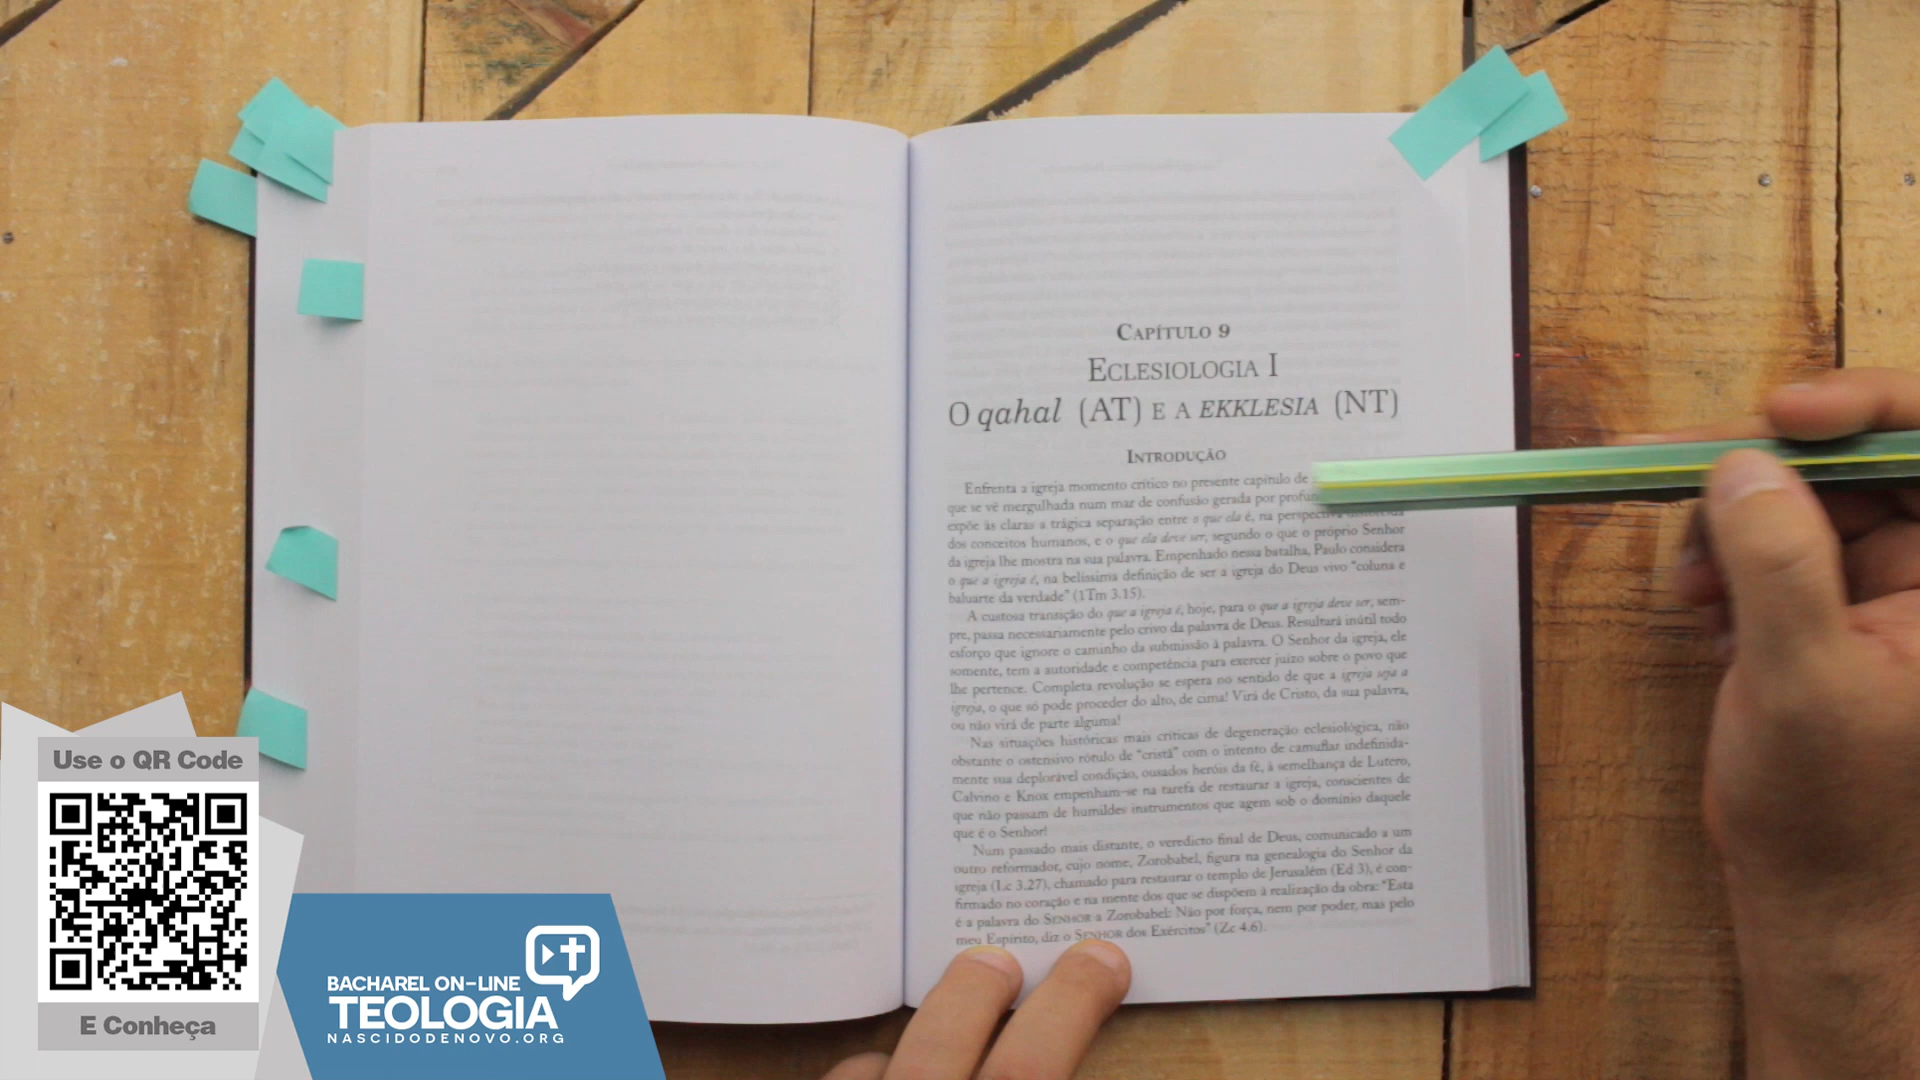 CAPÍTULO 9
ECLESIOLOGIA I
O qahal (AT) E A EKKLESIA (NT)
INTRODUÇÃO
Enfrenta a igreja momento crítico no presente capítulo de
que se vê mergulhada num mar de confusão gerada por
expõe às claras a trágica separação entre o que ela é, na
dos conceitos humanos, e o que ela deve ser, segundo o que o próprio Senhor
da igreja lhe mostra na sua palavra. Empenhado nessa batalha, Paulo considera
o que a igreja é, na belíssima definição de ser a igreja do Deus vivo "coluna e
baluarte da verdade" (1Tm 3.15).
A custosa transição do que a igreja é, hoje, para o que a igreja deve ser, sem-
pre, passa necessariamente pelo crivo da palavra de Deus. Resultará inútil todo
esforço que ignore o caminho da submissão à palavra. O Senhor da igreja, ele
somente, tem a autoridade e competência para exercer juízo sobre o povo que
lhe pertence. Completa revolução se espera no sentido de que a igreja seja a
igreja, o que só pode proceder do alto, de cima! Virá de Cristo, da sua palavra,
ou não virá de parte alguma!
Nas situações históricas mais críticas de degeneração eclesiológica, não
obstante o ostensivo rótulo de "cristã" com o intento de camuflar indefinida-
mente sua deplorável condição, ousados heróis da fé, à semelhança de Lutero,
Calvino e Knox empenham-se na tarefa de restaurar a igreja, conscientes de
que não passam de humildes instrumentos que agem sob o domínio daquele
que é o Senhor!
Num passado mais distante, o veredicto final de Deus, comunicado a um
outro reformador, cujo nome, Zorobabel, figura na genealogia do Senhor da
igreja (Lc 3.27), chamado para restaurar o templo de Jerusalém (Ed 3), é con-
firmado no coração e na mente dos que se dispõem à realização da obra: "Esta
é a palavra do SENHOR a Zorobabel: Não por força, nem por poder, mas pelo
meu Espírito, diz o SENHOR dos Exércitos" (Zc 4.6).
Use o QR Code
E Conheça
BACHAREL ON-LINE
TEOLOGIA
NASCIDODENOVO.ORG